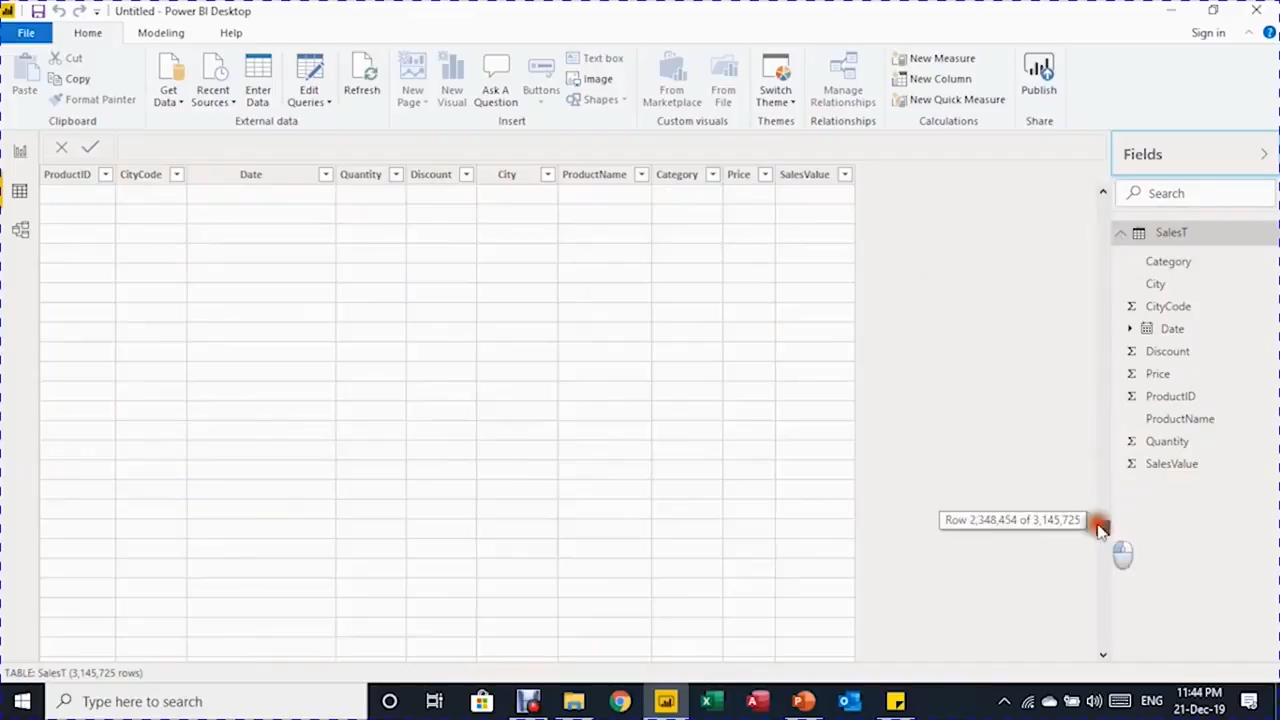 Untitled - Power BI Desktop
File
Home
Modeling
Help
Sign in
Paste
Cut
Copy
Format Painter
Clipboard
Get Data
Recent Sources
Enter Data
Edit Queries
Refresh
External data
New Page
New Visual
Ask A Question
Buttons
Text box
Image
Shapes
Insert
From Marketplace
From File
Custom visuals
Switch Theme
Themes
Manage Relationships
Relationships
New Measure
New Column
New Quick Measure
Calculations
Publish
Share
ProductID CityCode Date Quantity Discount City ProductName Category Price SalesValue
Row 2,348,454 of 3,145,725
Fields
Search
SalesT
Category
City
CityCode
Date
Discount
Price
ProductID
ProductName
Quantity
SalesValue
TABLE: SalesT (3,145,725 rows)
Type here to search
ENG
11:44 PM
21-Dec-19